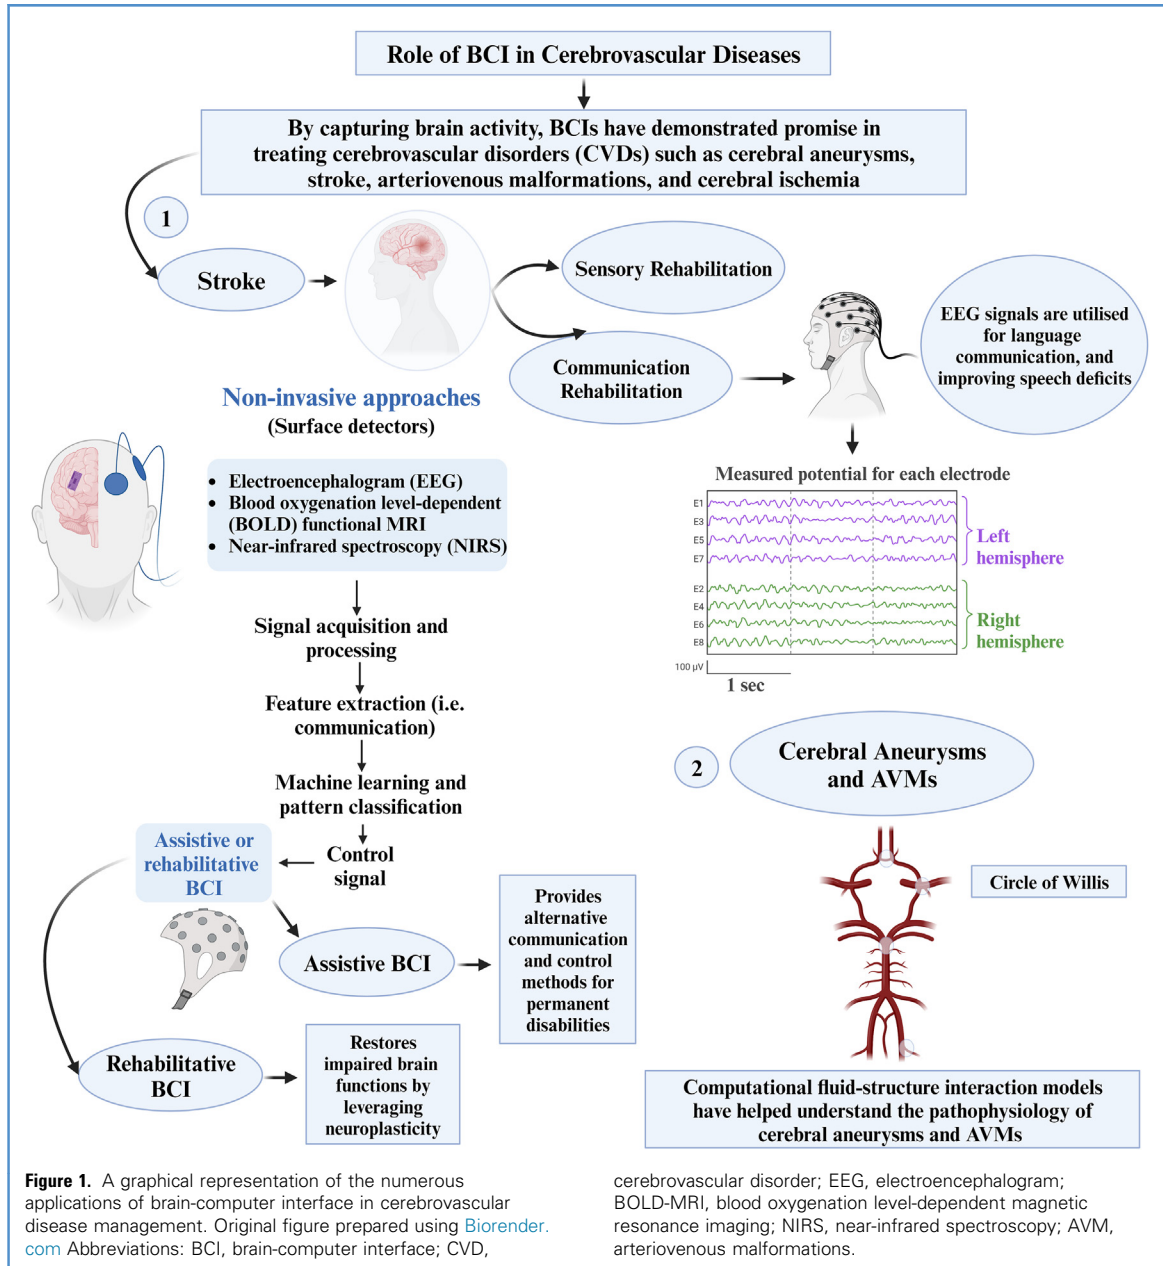 Role of BCI in Cerebrovascular Diseases
By capturing brain activity, BCIs have demonstrated promise in
treating cerebrovascular disorders (CVDs) such as cerebral aneurysms,
stroke, arteriovenous malformations, and cerebral ischemia
1
Stroke
Sensory Rehabilitation
Communication
Rehabilitation
EEG signals are utilised
for language
communication, and
improving speech deficits
Non-invasive approaches
(Surface detectors)
• Electroencephalogram (EEG)
• Blood oxygenation level-dependent
(BOLD) functional MRI
• Near-infrared spectroscopy (NIRS)
Signal acquisition and
processing
Feature extraction (i.e.
communication)
Machine learning and
pattern classification
Control
signal
Assistive or
rehabilitative
BCI
Assistive BCI
Provides
alternative
communication
and control
methods for
permanent
disabilities
Rehabilitative
BCI
Restores
impaired brain
functions by
leveraging
neuroplasticity
Measured potential for each electrode
E1
E3
E5
E7
Left
hemisphere
E2
E4
E6
E8
Right
hemisphere
100 µV
1 sec
2
Cerebral Aneurysms
and AVMs
Circle of Willis
Computational fluid-structure interaction models
have helped understand the pathophysiology of
cerebral aneurysms and AVMs
Figure 1. A graphical representation of the numerous
applications of brain-computer interface in cerebrovascular
disease management. Original figure prepared using Biorender.
com Abbreviations: BCI, brain-computer interface; CVD,
cerebrovascular disorder; EEG, electroencephalogram;
BOLD-MRI, blood oxygenation level-dependent magnetic
resonance imaging; NIRS, near-infrared spectroscopy; AVM,
arteriovenous malformations.